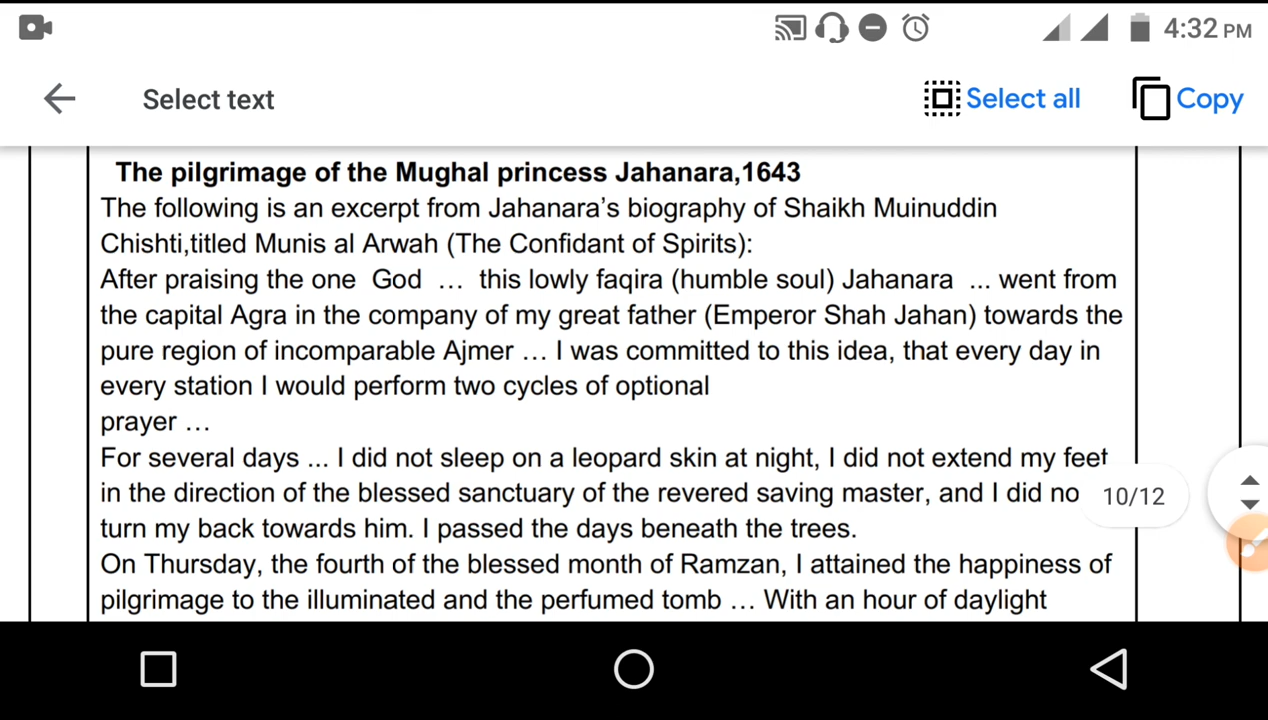 4:32 PM
Select text
Select all
Copy
The pilgrimage of the Mughal princess Jahanara,1643
The following is an excerpt from Jahanara's biography of Shaikh Muinuddin
Chishti,titled Munis al Arwah (The Confidant of Spirits):
After praising the one God … this lowly faqira (humble soul) Jahanara ... went from
the capital Agra in the company of my great father (Emperor Shah Jahan) towards the
pure region of incomparable Ajmer … I was committed to this idea, that every day in
every station I would perform two cycles of optional
prayer …
For several days ... I did not sleep on a leopard skin at night, I did not extend my feet
in the direction of the blessed sanctuary of the revered saving master, and I did no
10/12
turn my back towards him. I passed the days beneath the trees.
On Thursday, the fourth of the blessed month of Ramzan, I attained the happiness of
pilgrimage to the illuminated and the perfumed tomb … With an hour of daylight